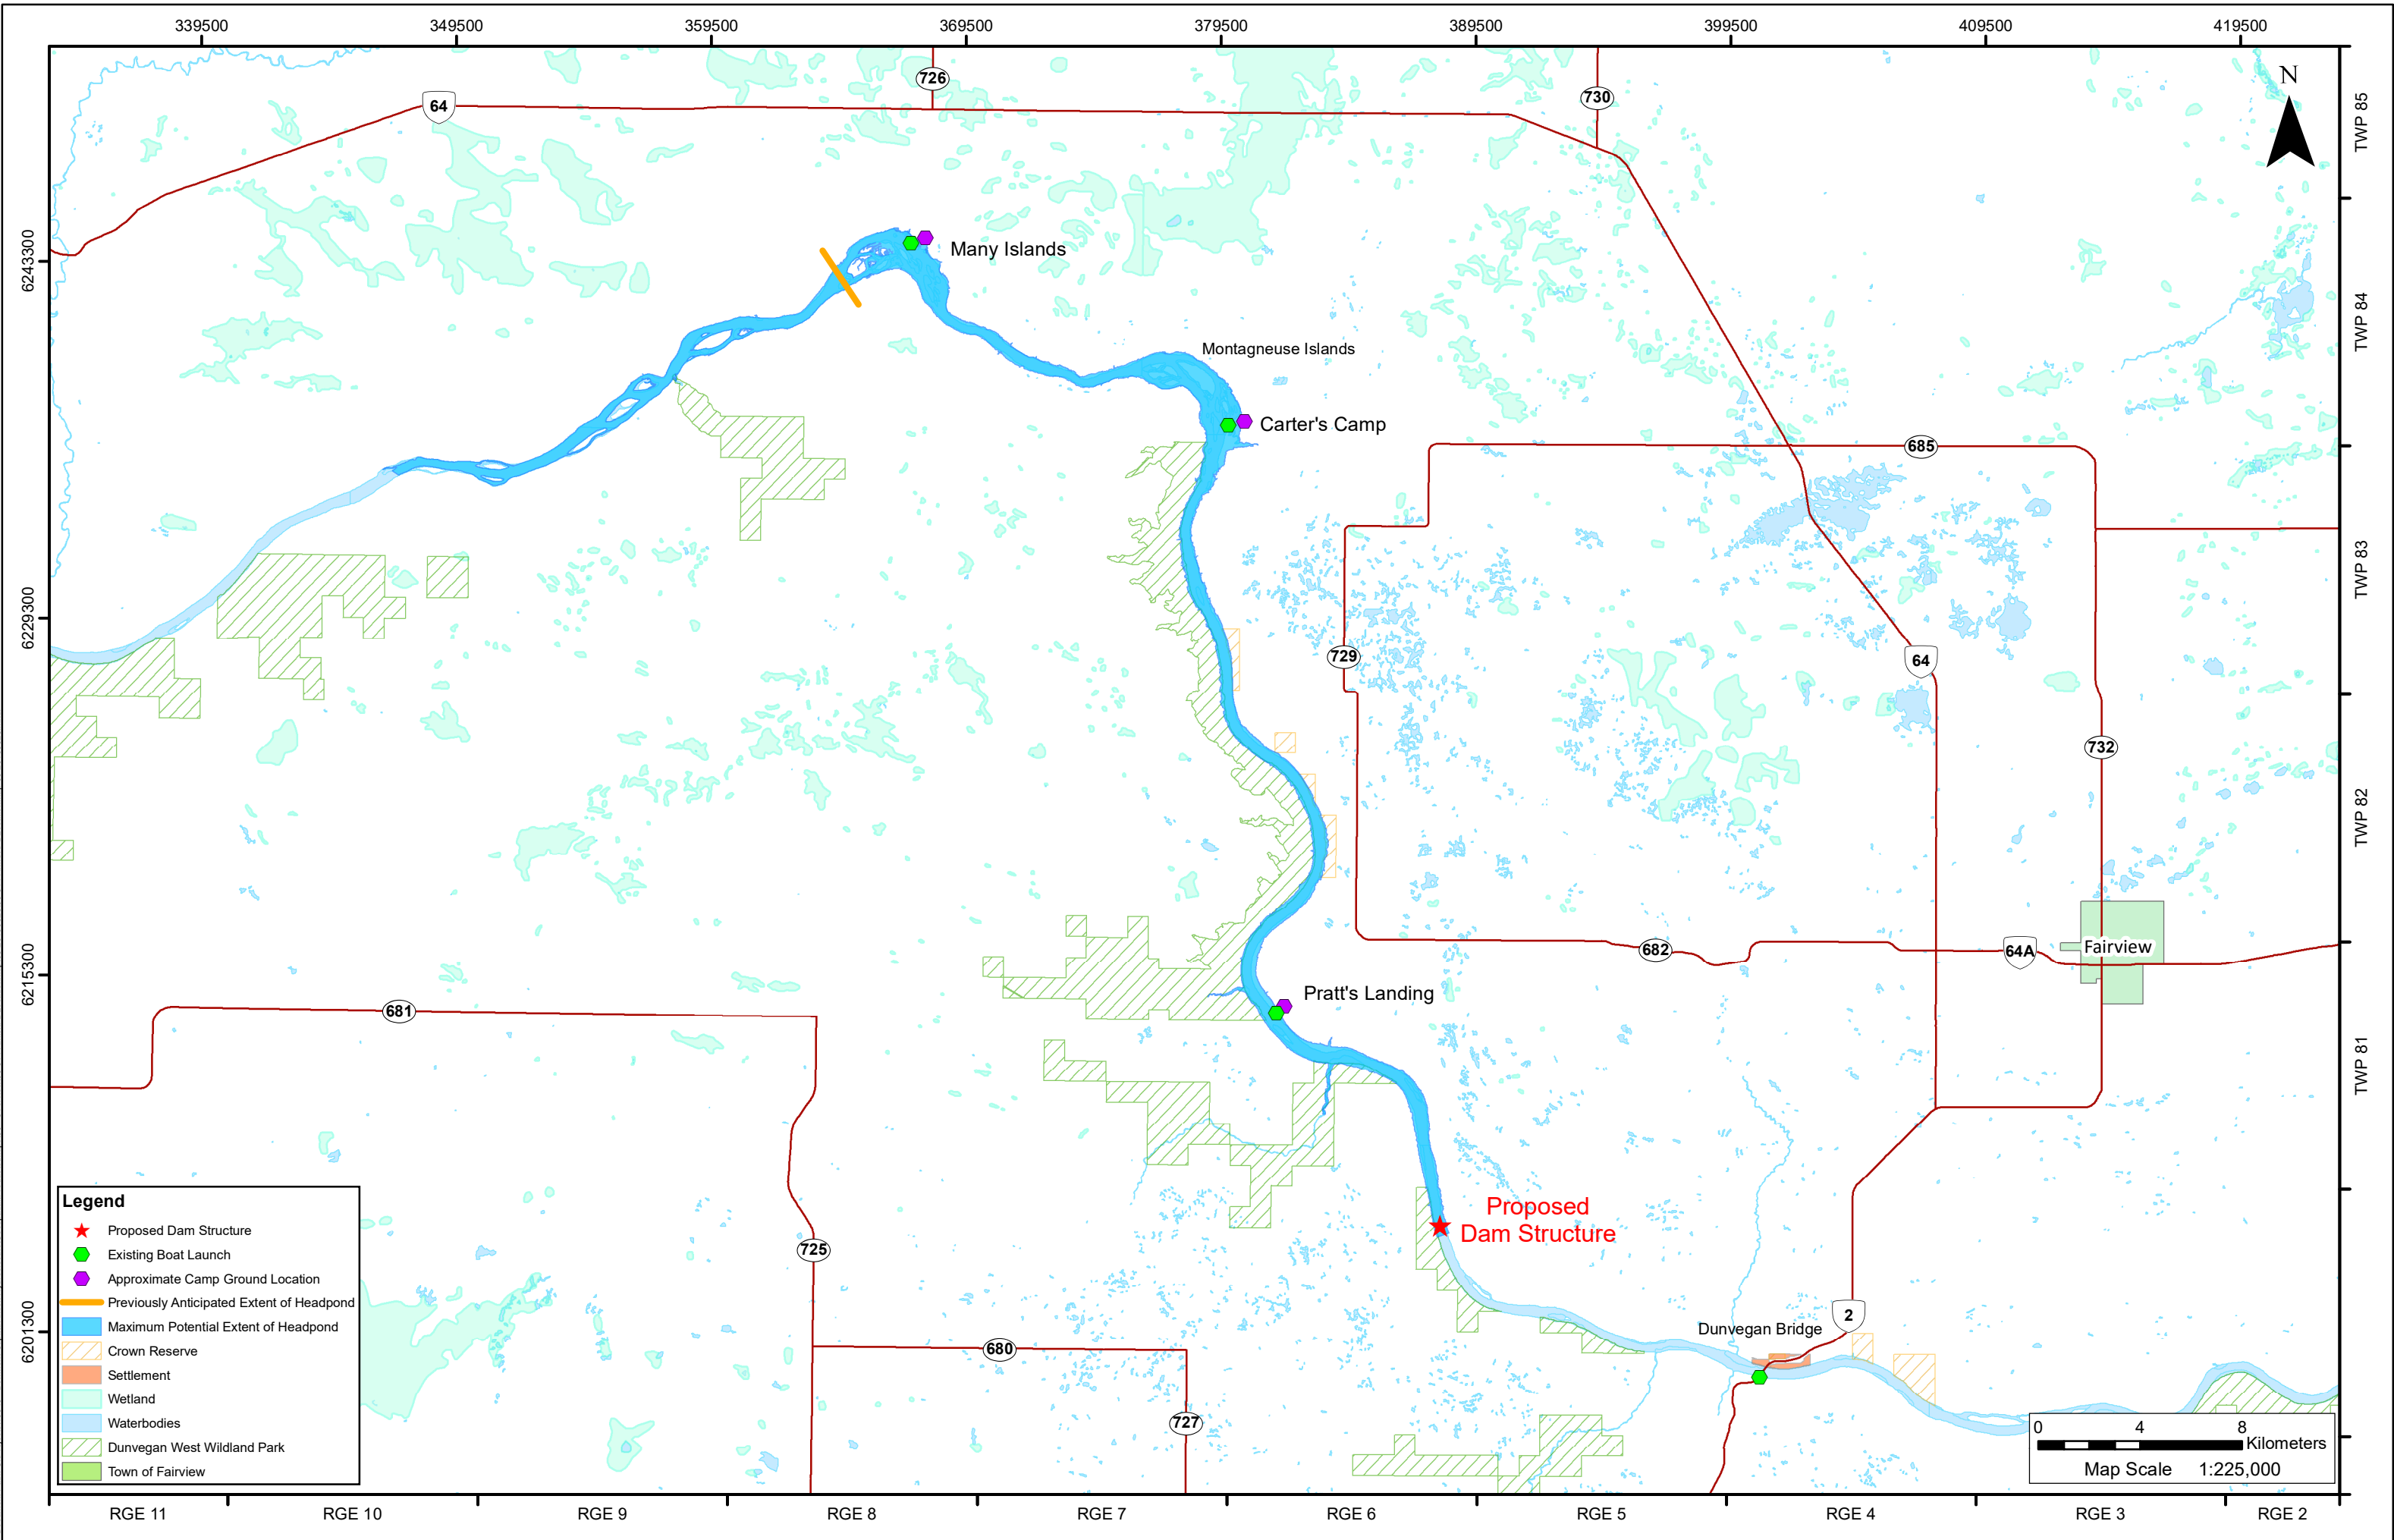 339500 349500 359500 369500 379500 389500 399500 409500 419500
726
64
730
N
TWP 85
6243300
Many Islands
TWP 84
Montagneuse Islands
Carter's Camp
685
TWP 83
6229300
729
64
732
TWP 82
682
64A
Fairview
6215300
Pratt's Landing
681
TWP 81
Proposed
Dam Structure
725
2
Dunvegan Bridge
6201300
680
727
Legend
Proposed Dam Structure
Existing Boat Launch
Approximate Camp Ground Location
Previously Anticipated Extent of Headpond
Maximum Potential Extent of Headpond
Crown Reserve
Settlement
Wetland
Waterbodies
Dunvegan West Wildland Park
Town of Fairview
0 4 8
Kilometers
Map Scale 1:225,000
RGE 11 RGE 10 RGE 9 RGE 8 RGE 7 RGE 6 RGE 5 RGE 4 RGE 3 RGE 2